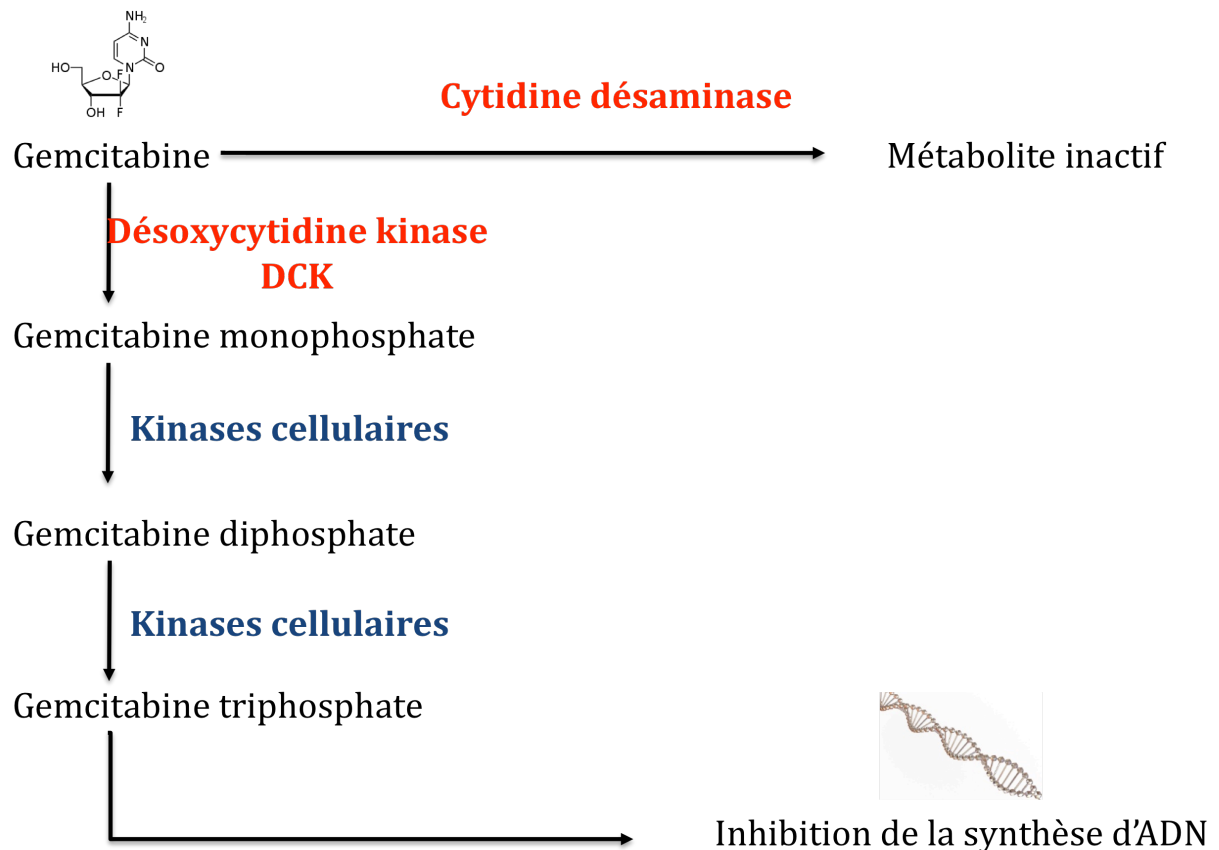 NH2
N
N
O
HO
O
F
OH
F
Cytidine désaminase
Gemcitabine
Métabolite inactif
Désoxycytidine kinase
DCK
Gemcitabine monophosphate
Kinases cellulaires
Gemcitabine diphosphate
Kinases cellulaires
Gemcitabine triphosphate
Inhibition de la synthèse d’ADN